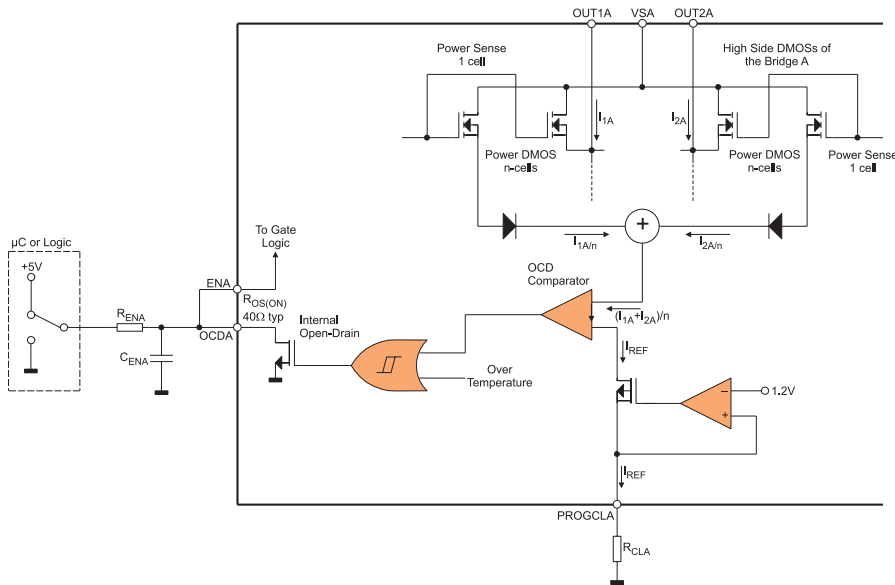 OUT1A VSA OUT2A
Power Sense
1 cell
High Side DMOSs of
the Bridge A
I1A
I2A
Power DMOS
n-cells
Power DMOS
n-cells
Power Sense
1 cell
+
I1A/n
I2A/n
µC or Logic
+5V
To Gate
Logic
OCD
Comparator
ENA
ROS(ON)
40Ω typ
OCDA
RENA
CENA
Internal
Open-Drain
(I1A+I2A)/n
IREF
Over
Temperature
−
+
1.2V
IREF
PROGCLA
RCLA